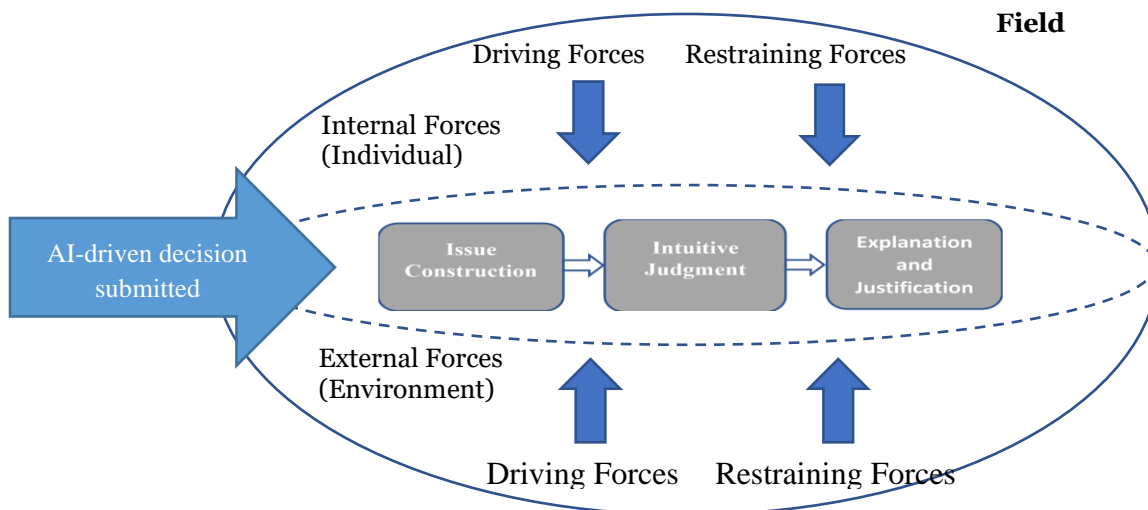 Field
Driving Forces
Restraining Forces
Internal Forces
(Individual)
AI-driven decision
submitted
Issue
Construction
Intuitive
Judgment
Explanation
and
Justification
External Forces
(Environment)
Driving Forces
Restraining Forces